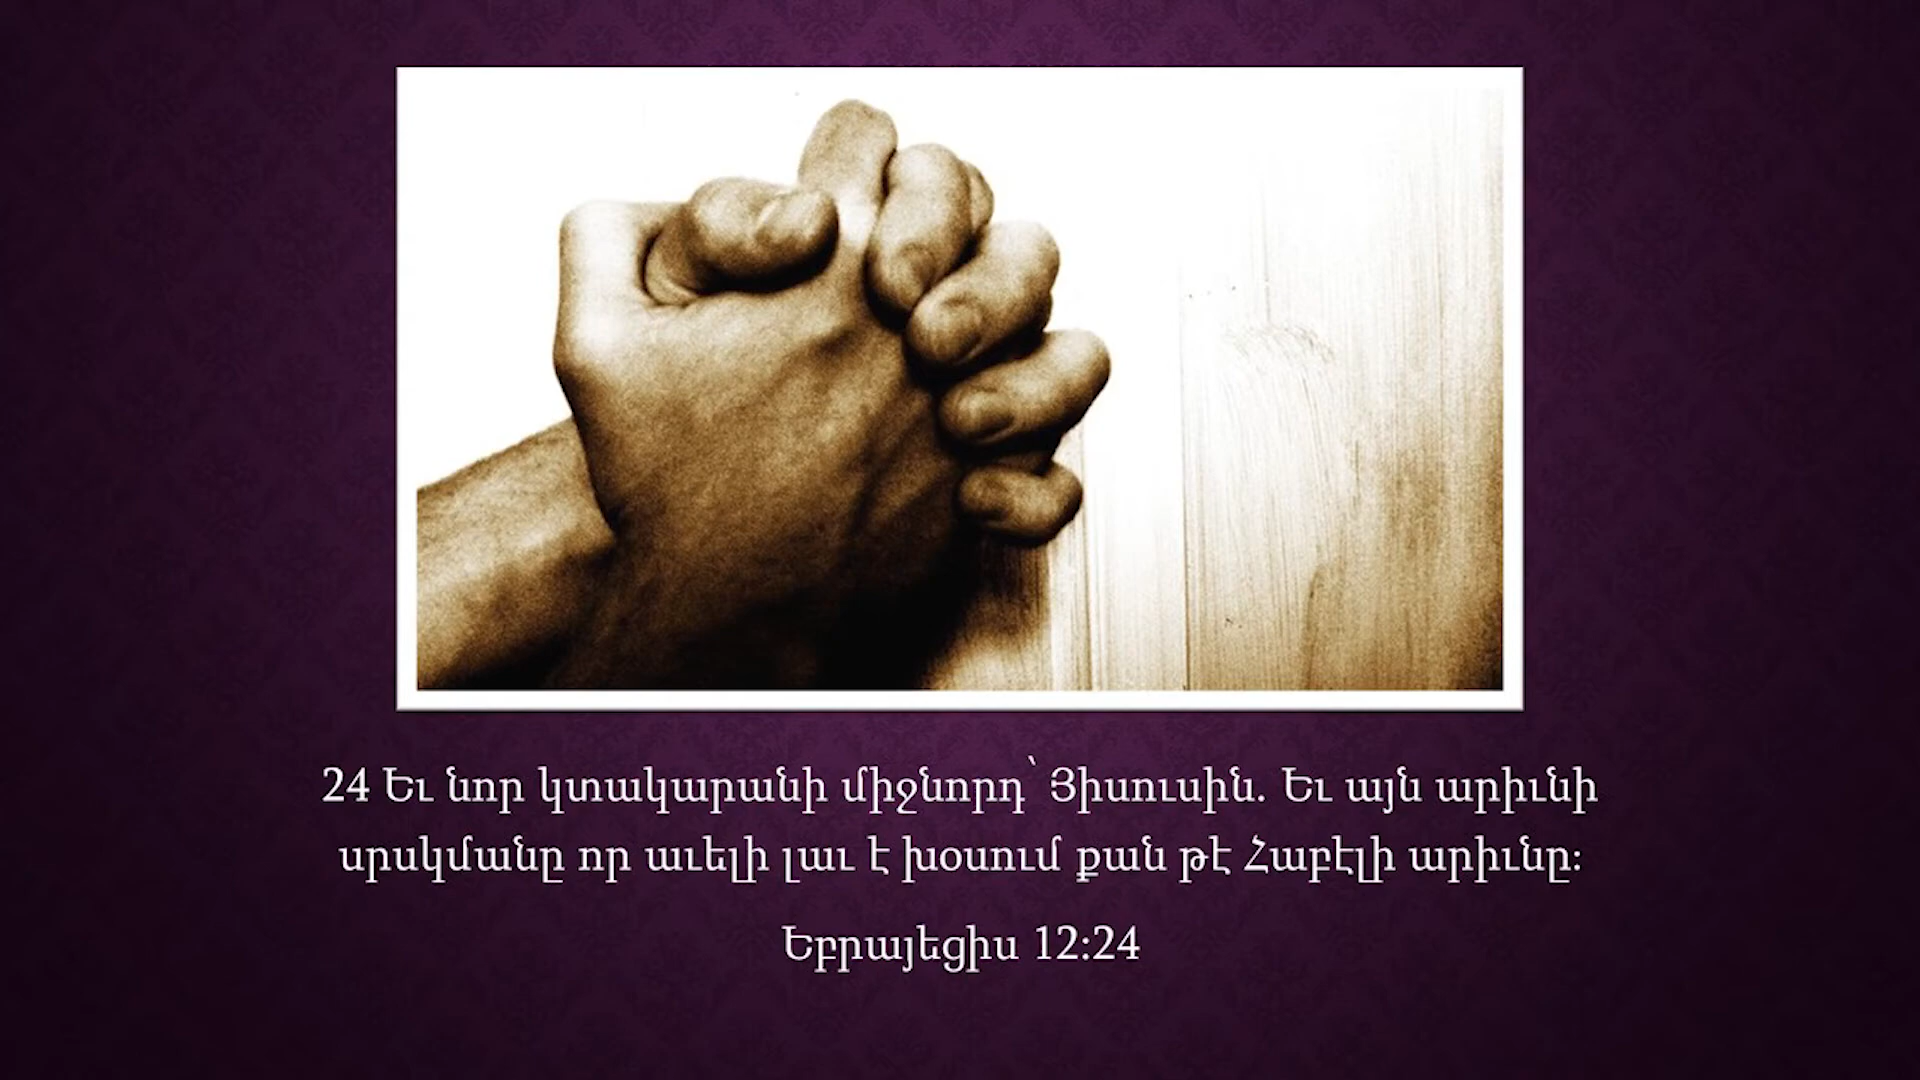 24 Եւ նոր կտակարանի միջնորդ՝ Յիսուսին. Եւ այն արիւնի
սրսկմանը որ աւելի լաւ է խօսում քան թէ Հաբէլի արիւնը։
Եբրայեցիս 12:24